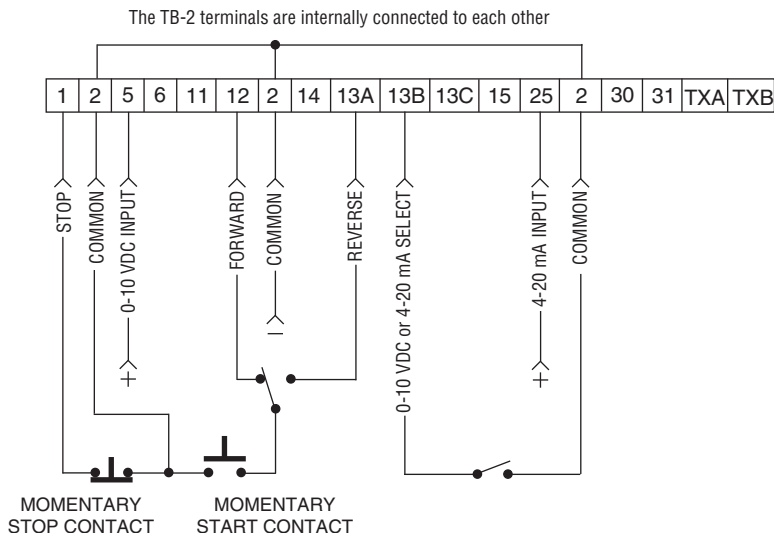 The TB-2 terminals are internally connected to each other
1 2 5 6 11 12 2 14 13A 13B 13C 15 25 2 30 31 TXA TXB
STOP
COMMON
0-10 VDC INPUT
FORWARD
COMMON
REVERSE
0-10 VDC or 4-20 mA SELECT
4-20 mA INPUT
COMMON
+
–
+
MOMENTARY
STOP CONTACT
MOMENTARY
START CONTACT